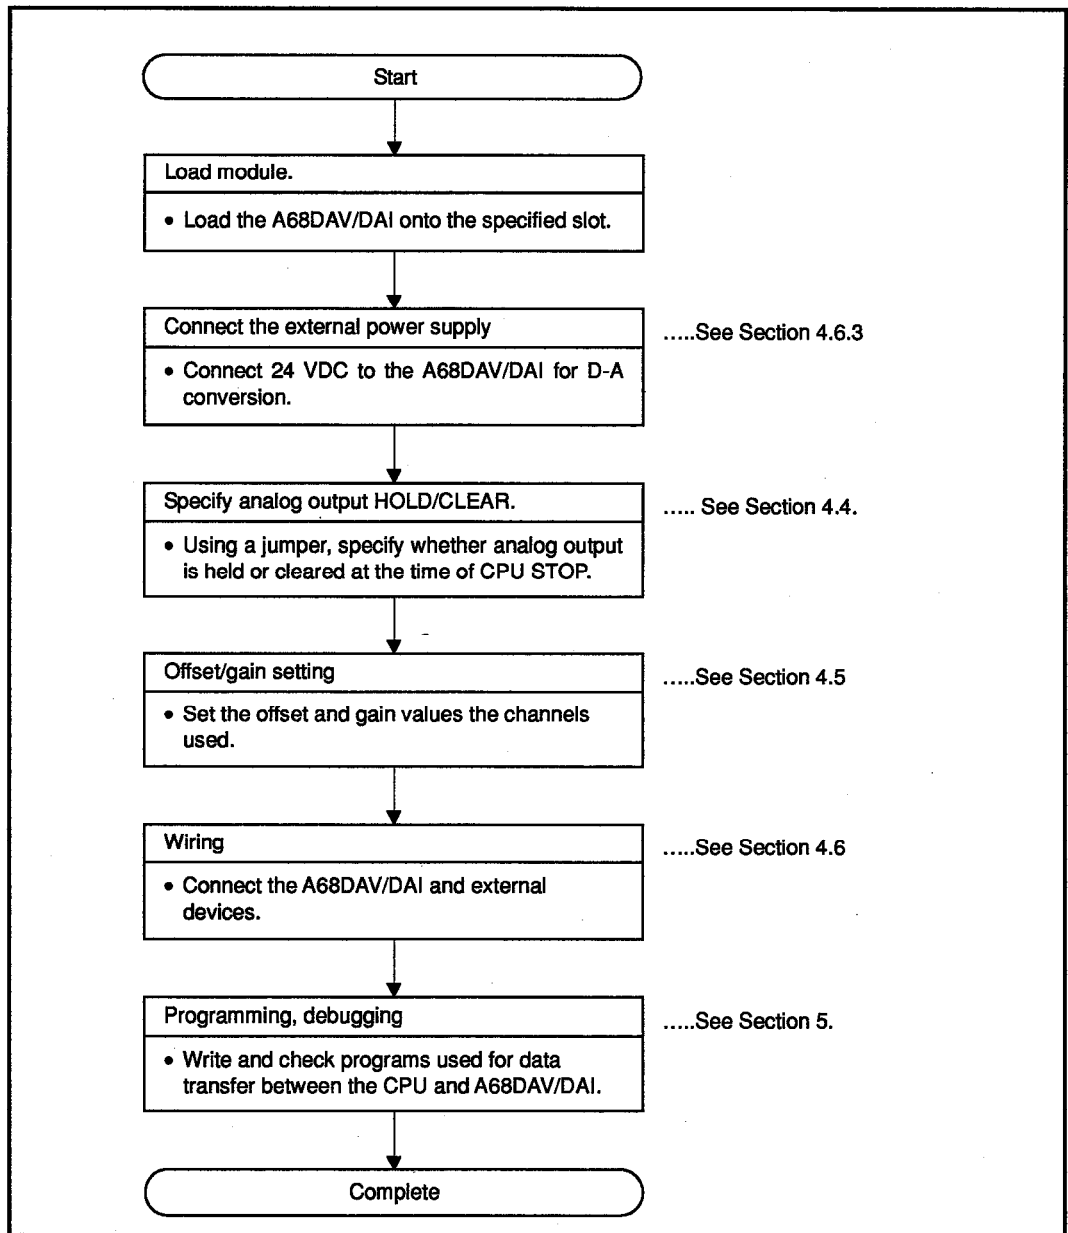 Start
Load module.
• Load the A68DAV/DAI onto the specified slot.
Connect the external power supply
.....See Section 4.6.3
• Connect 24 VDC to the A68DAV/DAI for D-A
conversion.
Specify analog output HOLD/CLEAR.
..... See Section 4.4.
• Using a jumper, specify whether analog output
is held or cleared at the time of CPU STOP.
Offset/gain setting
.....See Section 4.5
• Set the offset and gain values the channels
used.
Wiring
.....See Section 4.6
• Connect the A68DAV/DAI and external
devices.
Programming, debugging
.....See Section 5.
• Write and check programs used for data
transfer between the CPU and A68DAV/DAI.
Complete